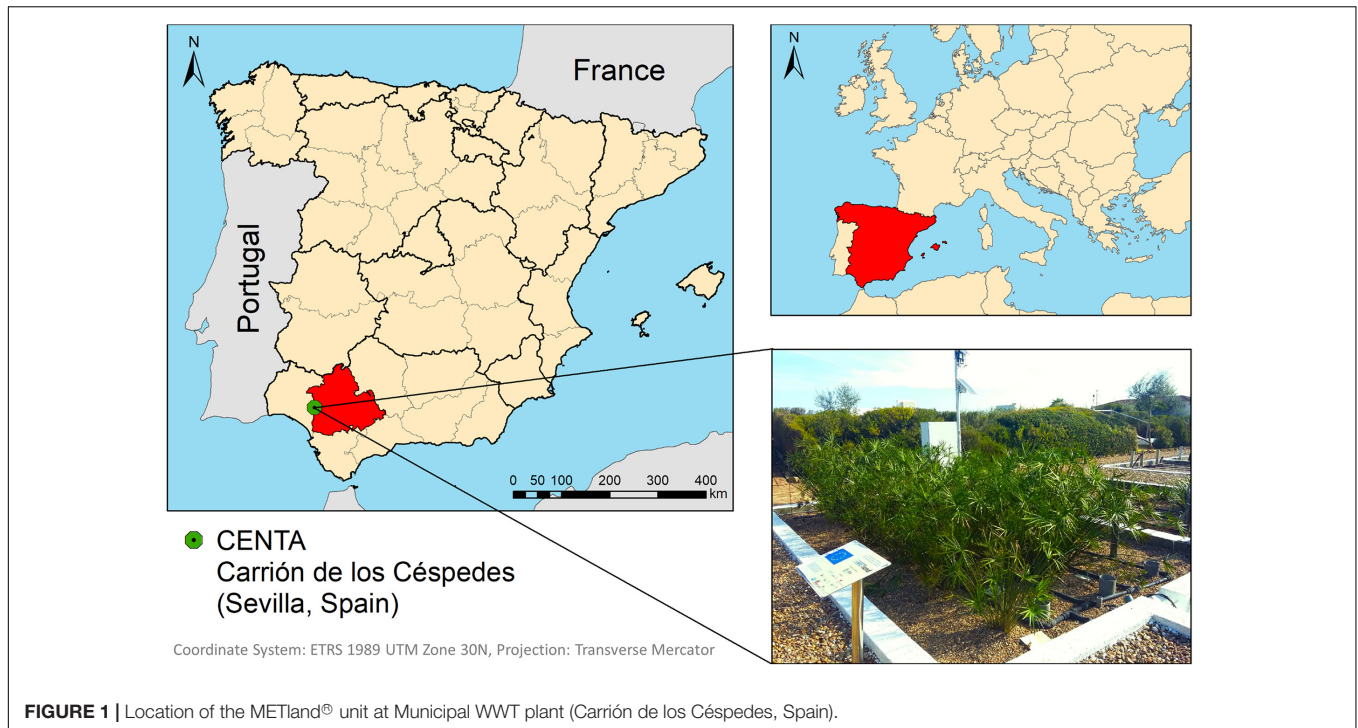 N
France
Portugal
0 50 100 200 300 400
km
N
CENTA
Carrión de los Céspedes
(Sevilla, Spain)
Coordinate System: ETRS 1989 UTM Zone 30N, Projection: Transverse Mercator
FIGURE 1 | Location of the METland® unit at Municipal WWT plant (Carrión de los Céspedes, Spain).